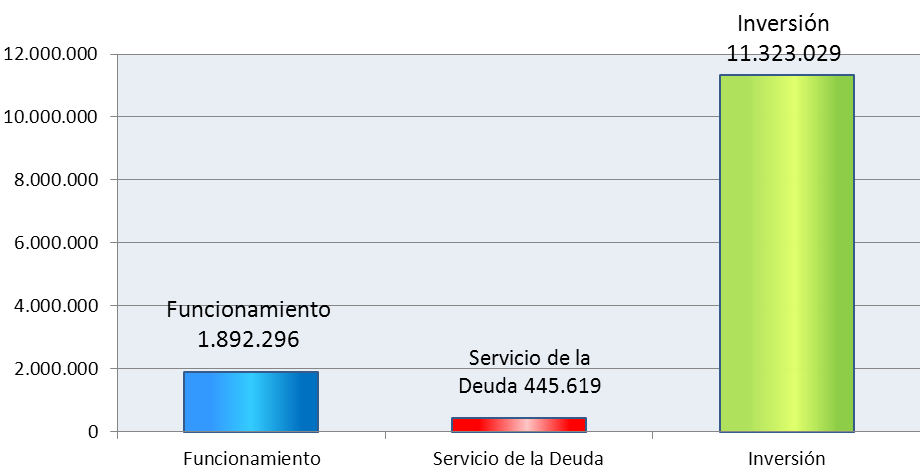 Inversión
11.323.029
12.000.000
10.000.000
8.000.000
6.000.000
4.000.000
2.000.000
0
Funcionamiento
1.892.296
Servicio de la
Deuda 445.619
Funcionamiento
Servicio de la Deuda
Inversión